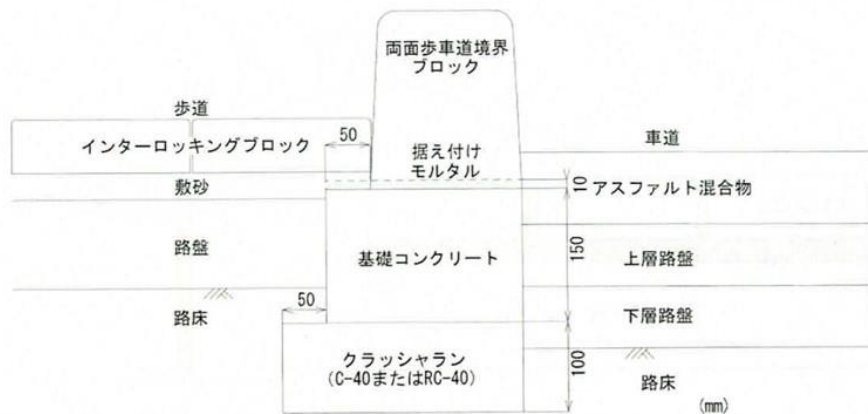 両面歩車道境界
ブロック
歩道
インターロッキングブロック
50
据え付け
モルタル
車道
10
アスファルト混合物
敷砂
路盤
基礎コンクリート
150
上層路盤
50
路床
下層路盤
クラッシャラン
(C-40またはRC-40)
100
路床
(mm)